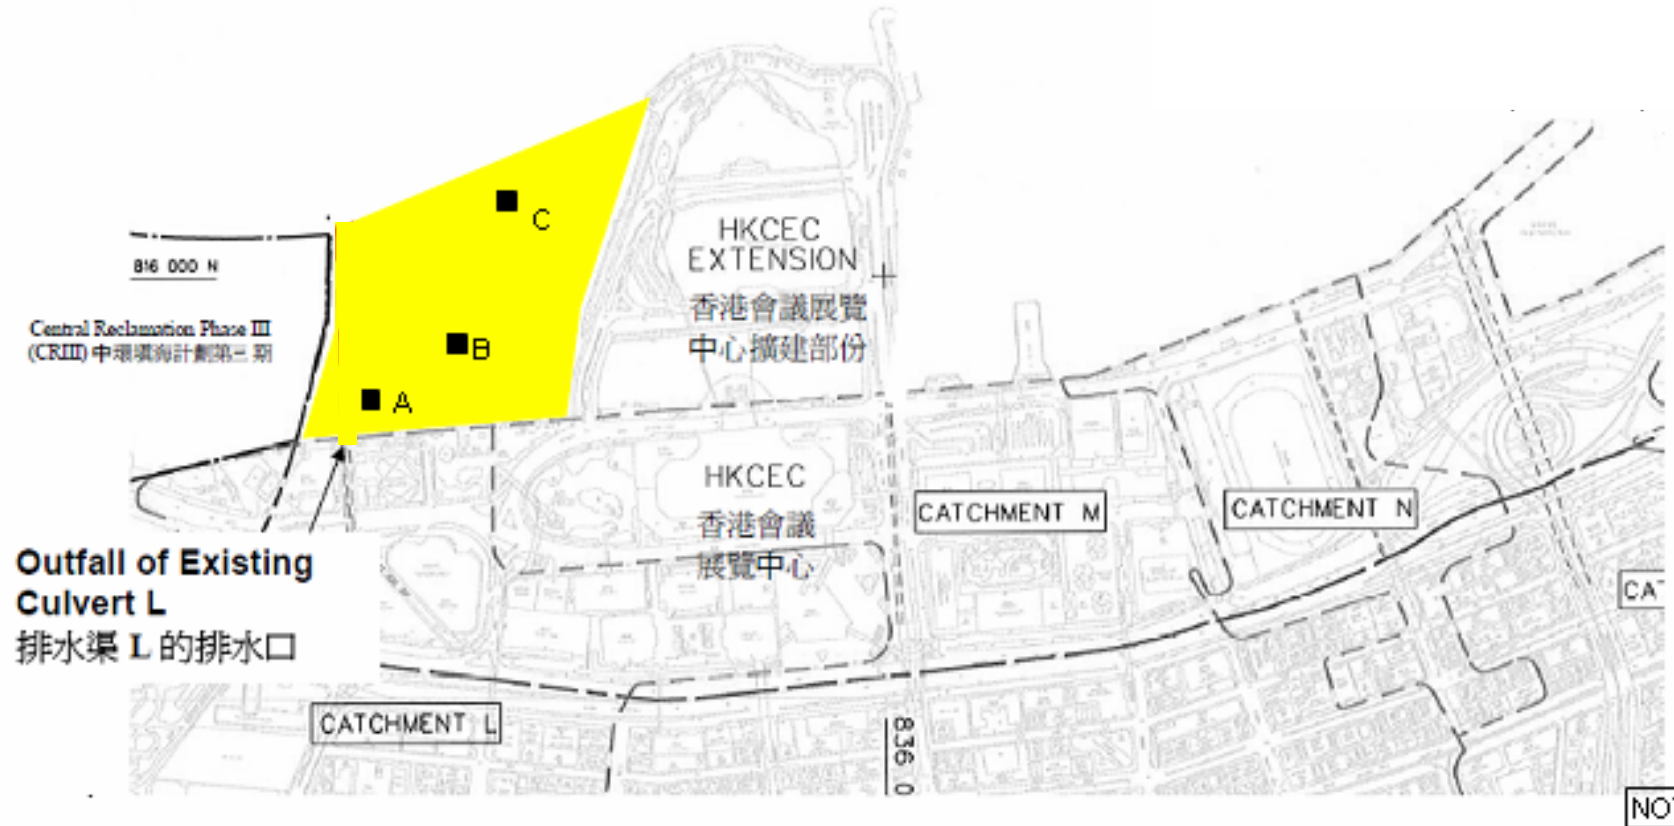 C
HKCEC
EXTENSION
香港會議展覽
中心擴建部份
816 000 N
Central Reclamation Phase III
(CRIII) 中環填海計劃第三期
B
A
HKCEC
香港會議
展覽中心
CATCHMENT M
CATCHMENT N
Outfall of Existing
Culvert L
排水渠 L 的排水口
CAT
CATCHMENT L
836 0
NOT